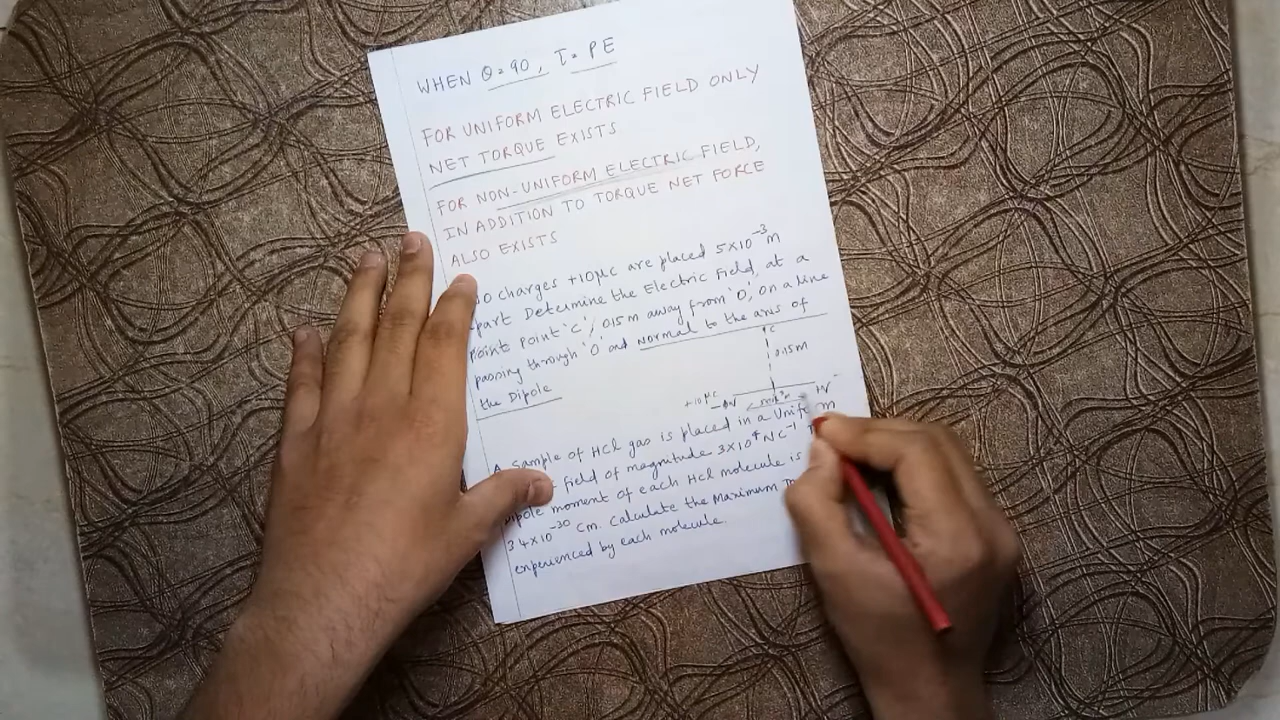 WHEN θ=90, τ= PE
FOR UNIFORM ELECTRIC FIELD ONLY
NET TORQUE EXISTS
FOR NON-UNIFORM ELECTRIC FIELD,
IN ADDITION TO TORQUE NET FORCE
ALSO EXISTS
charges +10μC are placed 5×10⁻³m
part Determine the Electric Field, at a
Point Point 'C', 0.15m away from 'O', on a line
passing through 'O' and normal to the axis of
the Dipole
C
0.15m
+10μC
A sample of HCl gas is placed in a Uniform
field of magnitude 3×10⁴ NC⁻¹
Dipole moment of each HCl molecule is
3.4×10⁻³⁰ cm. Calculate the Maximum
experienced by each molecule.